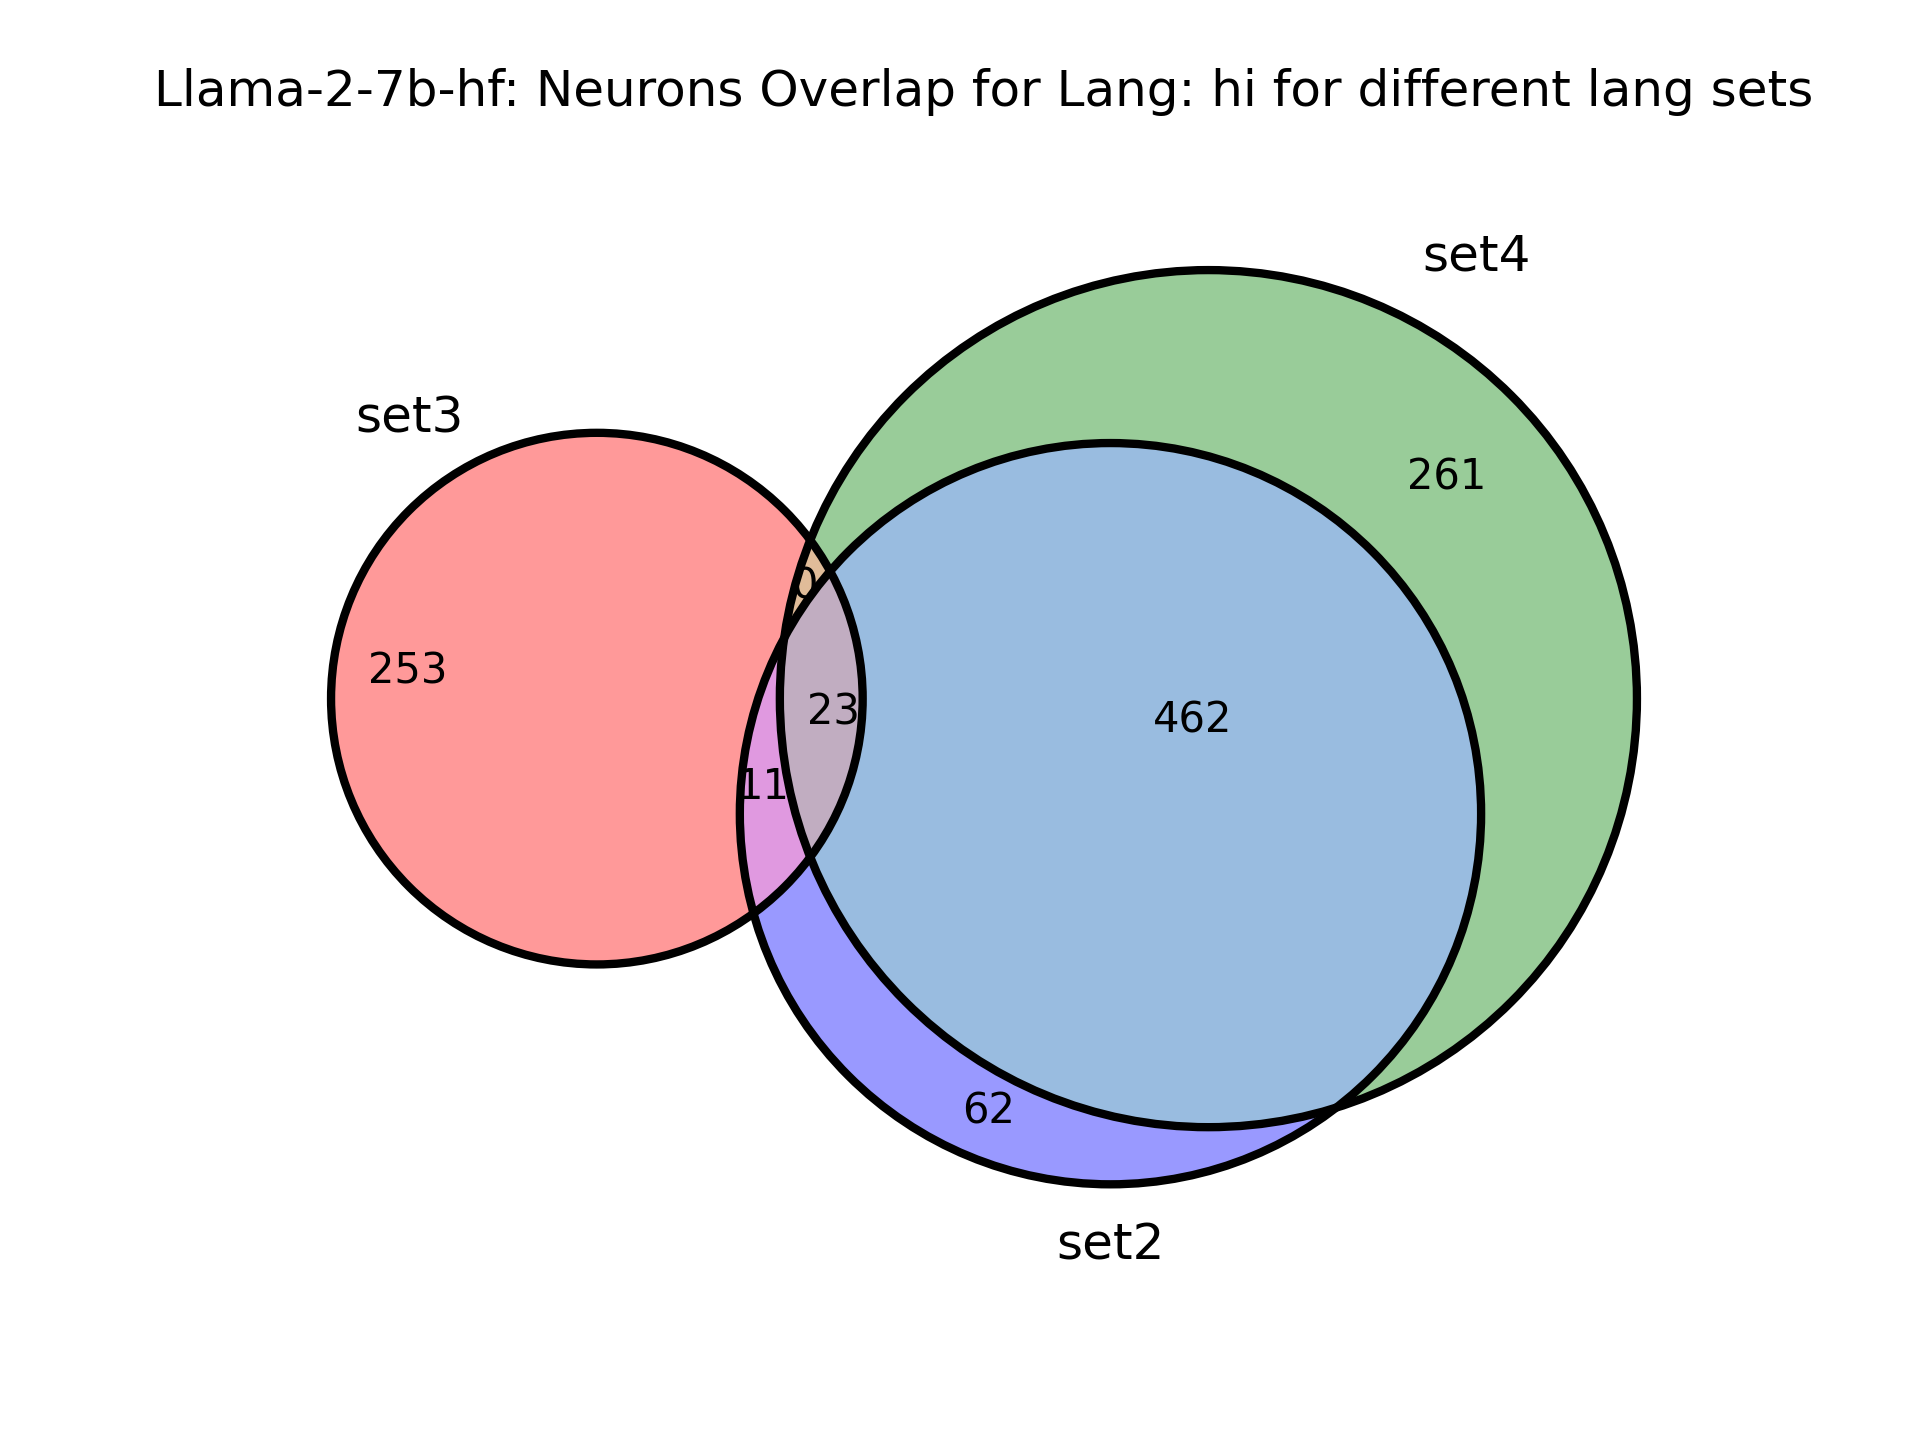 Llama-2-7b-hf: Neurons Overlap for Lang: hi for different lang sets
set4
set3
261
0
253
23
462
11
62
set2